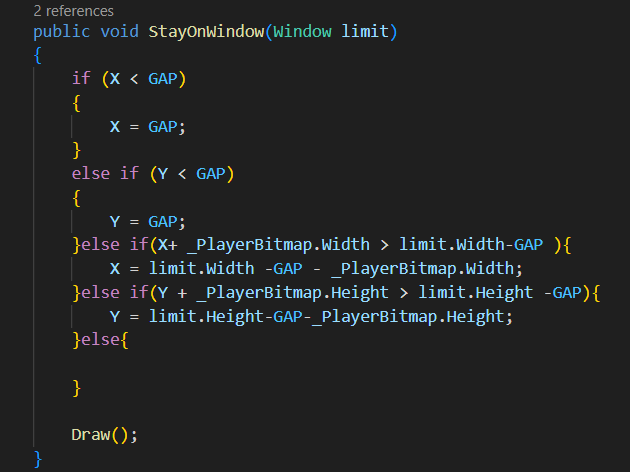 2 references
public void StayOnWindow(Window limit)
{
    if (X < GAP)
    {
        X = GAP;
    }
    else if (Y < GAP)
    {
        Y = GAP;
    }else if(X+ _PlayerBitmap.Width > limit.Width-GAP ){
        X = limit.Width -GAP - _PlayerBitmap.Width;
    }else if(Y + _PlayerBitmap.Height > limit.Height -GAP){
        Y = limit.Height-GAP-_PlayerBitmap.Height;
    }else{

    }

    Draw();
}